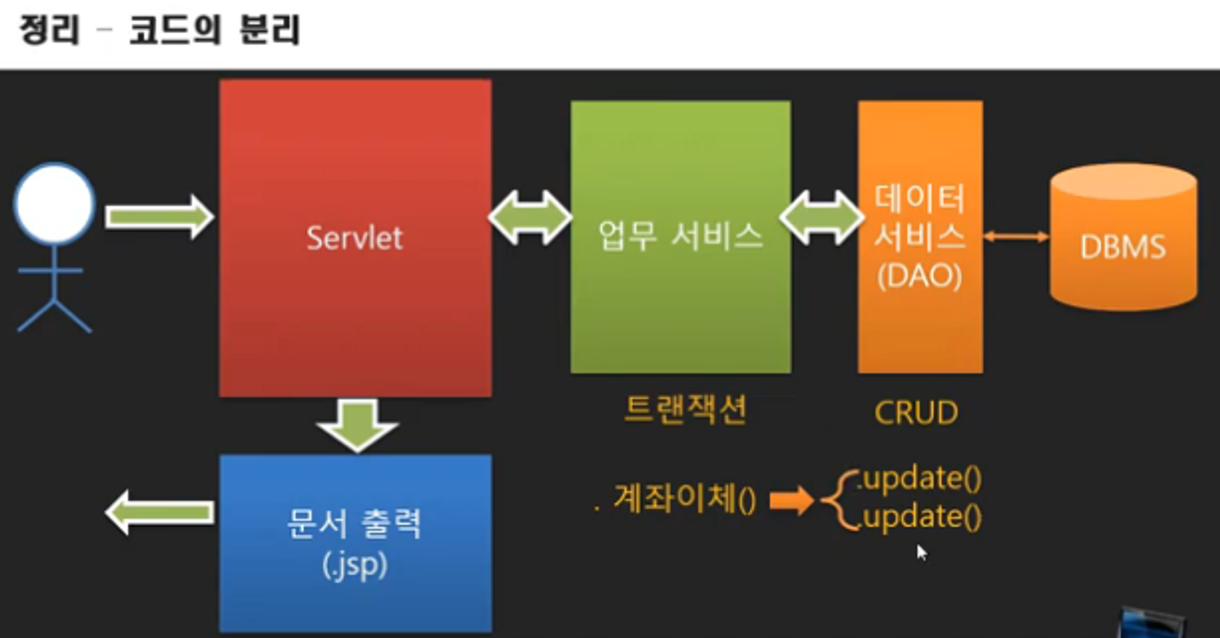 정리 – 코드의 분리
Servlet
업무 서비스
데이터
서비스
(DAO)
DBMS
트랜잭션
CRUD
. 계좌이체()
.update()
.update()
문서 출력
(.jsp)